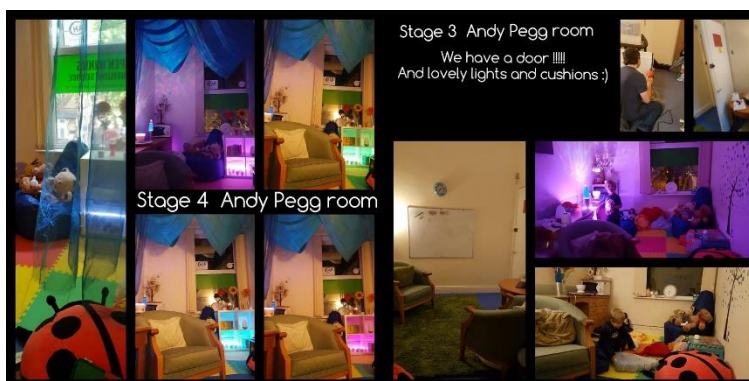 Stage 4 Andy Pegg room
Stage 3 Andy Pegg room
We have a door !!!!!
And lovely lights and cushions :)